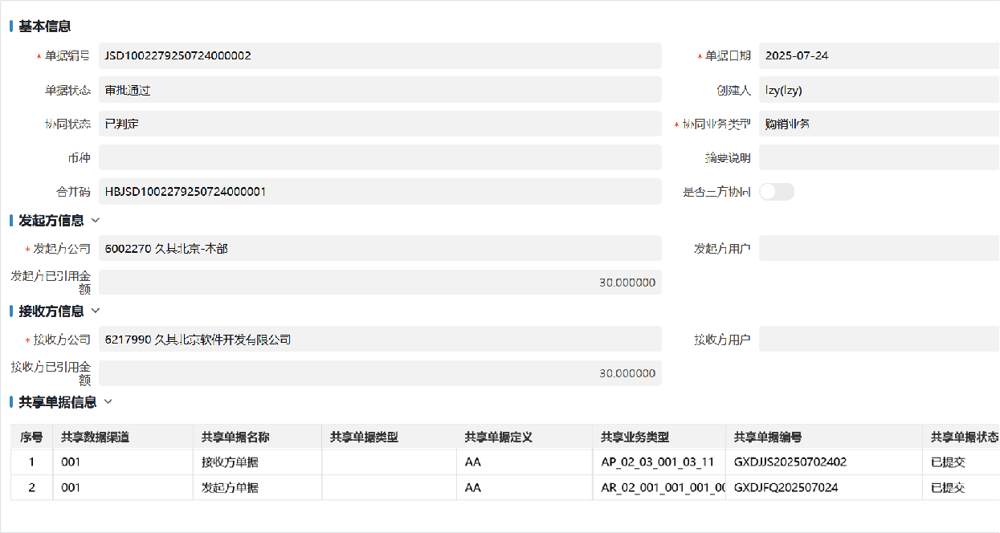 基本信息
* 单据编号 JSD1002279250724000002 * 单据日期 2025-07-24
单据状态 审批通过 创建人 lzy(lzy)
协同状态 已判定 * 协同业务类型 购销业务
币种 摘要说明
合并码 HBJSD1002279250724000001 是否三方协同
发起方信息
* 发起方公司 6002270 久其北京-本部 发起方用户
发起方已引用金
额 30.000000
接收方信息
* 接收方公司 6217990 久其北京软件开发有限公司 接收方用户
接收方已引用金
额 30.000000
共享单据信息
序号 共享数据渠道 共享单据名称 共享单据类型 共享单据定义 共享业务类型 共享单据编号 共享单据状态
1 001 接收方单据 AA AP_02_03_001_03_11 GXDJJS20250702402 已提交
2 001 发起方单据 AA AR_02_001_001_001_00 GXDJFQ202507024 已提交